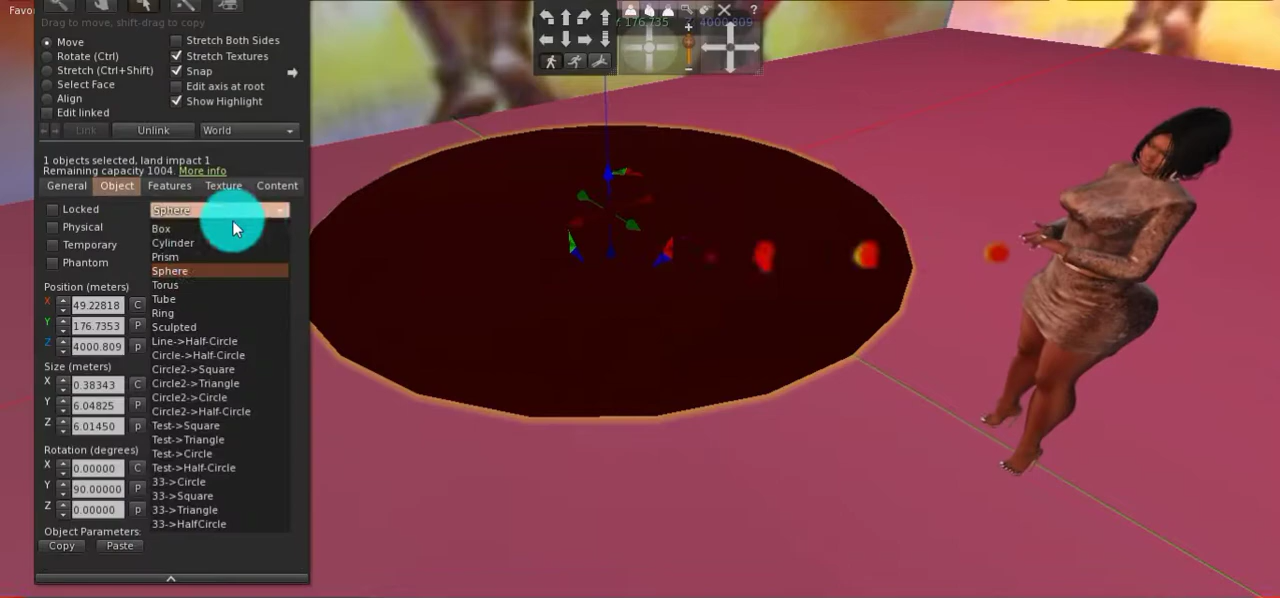 Favo
Drag to move, shift-drag to copy
Move
Rotate (Ctrl)
Stretch (Ctrl+Shift)
Select Face
Align
Edit linked
Stretch Both Sides
Stretch Textures
Snap
Edit axis at root
Show Highlight
Link
Unlink
World
1 objects selected, land impact 1
Remaining capacity 1004. More info
General Object Features Texture Content
Locked
Physical
Temporary
Phantom
Position (meters)
X 49.22818 C
Y 176.7353 P
Z 4000.809 p
Size (meters)
X 0.38343 C
Y 6.04825 P
Z 6.01450 p
Rotation (degrees)
X 0.00000 C
Y 90.00000 P
Z 0.00000 p
Object Parameters:
Copy Paste
Sphere
Box
Cylinder
Prism
Sphere
Torus
Tube
Ring
Sculpted
Line->Half-Circle
Circle->Half-Circle
Circle2->Square
Circle2->Triangle
Circle2->Circle
Circle2->Half-Circle
Test->Square
Test->Triangle
Test->Circle
Test->Half-Circle
33->Circle
33->Square
33->Triangle
33->HalfCircle
176.735 Z 4000.809
?